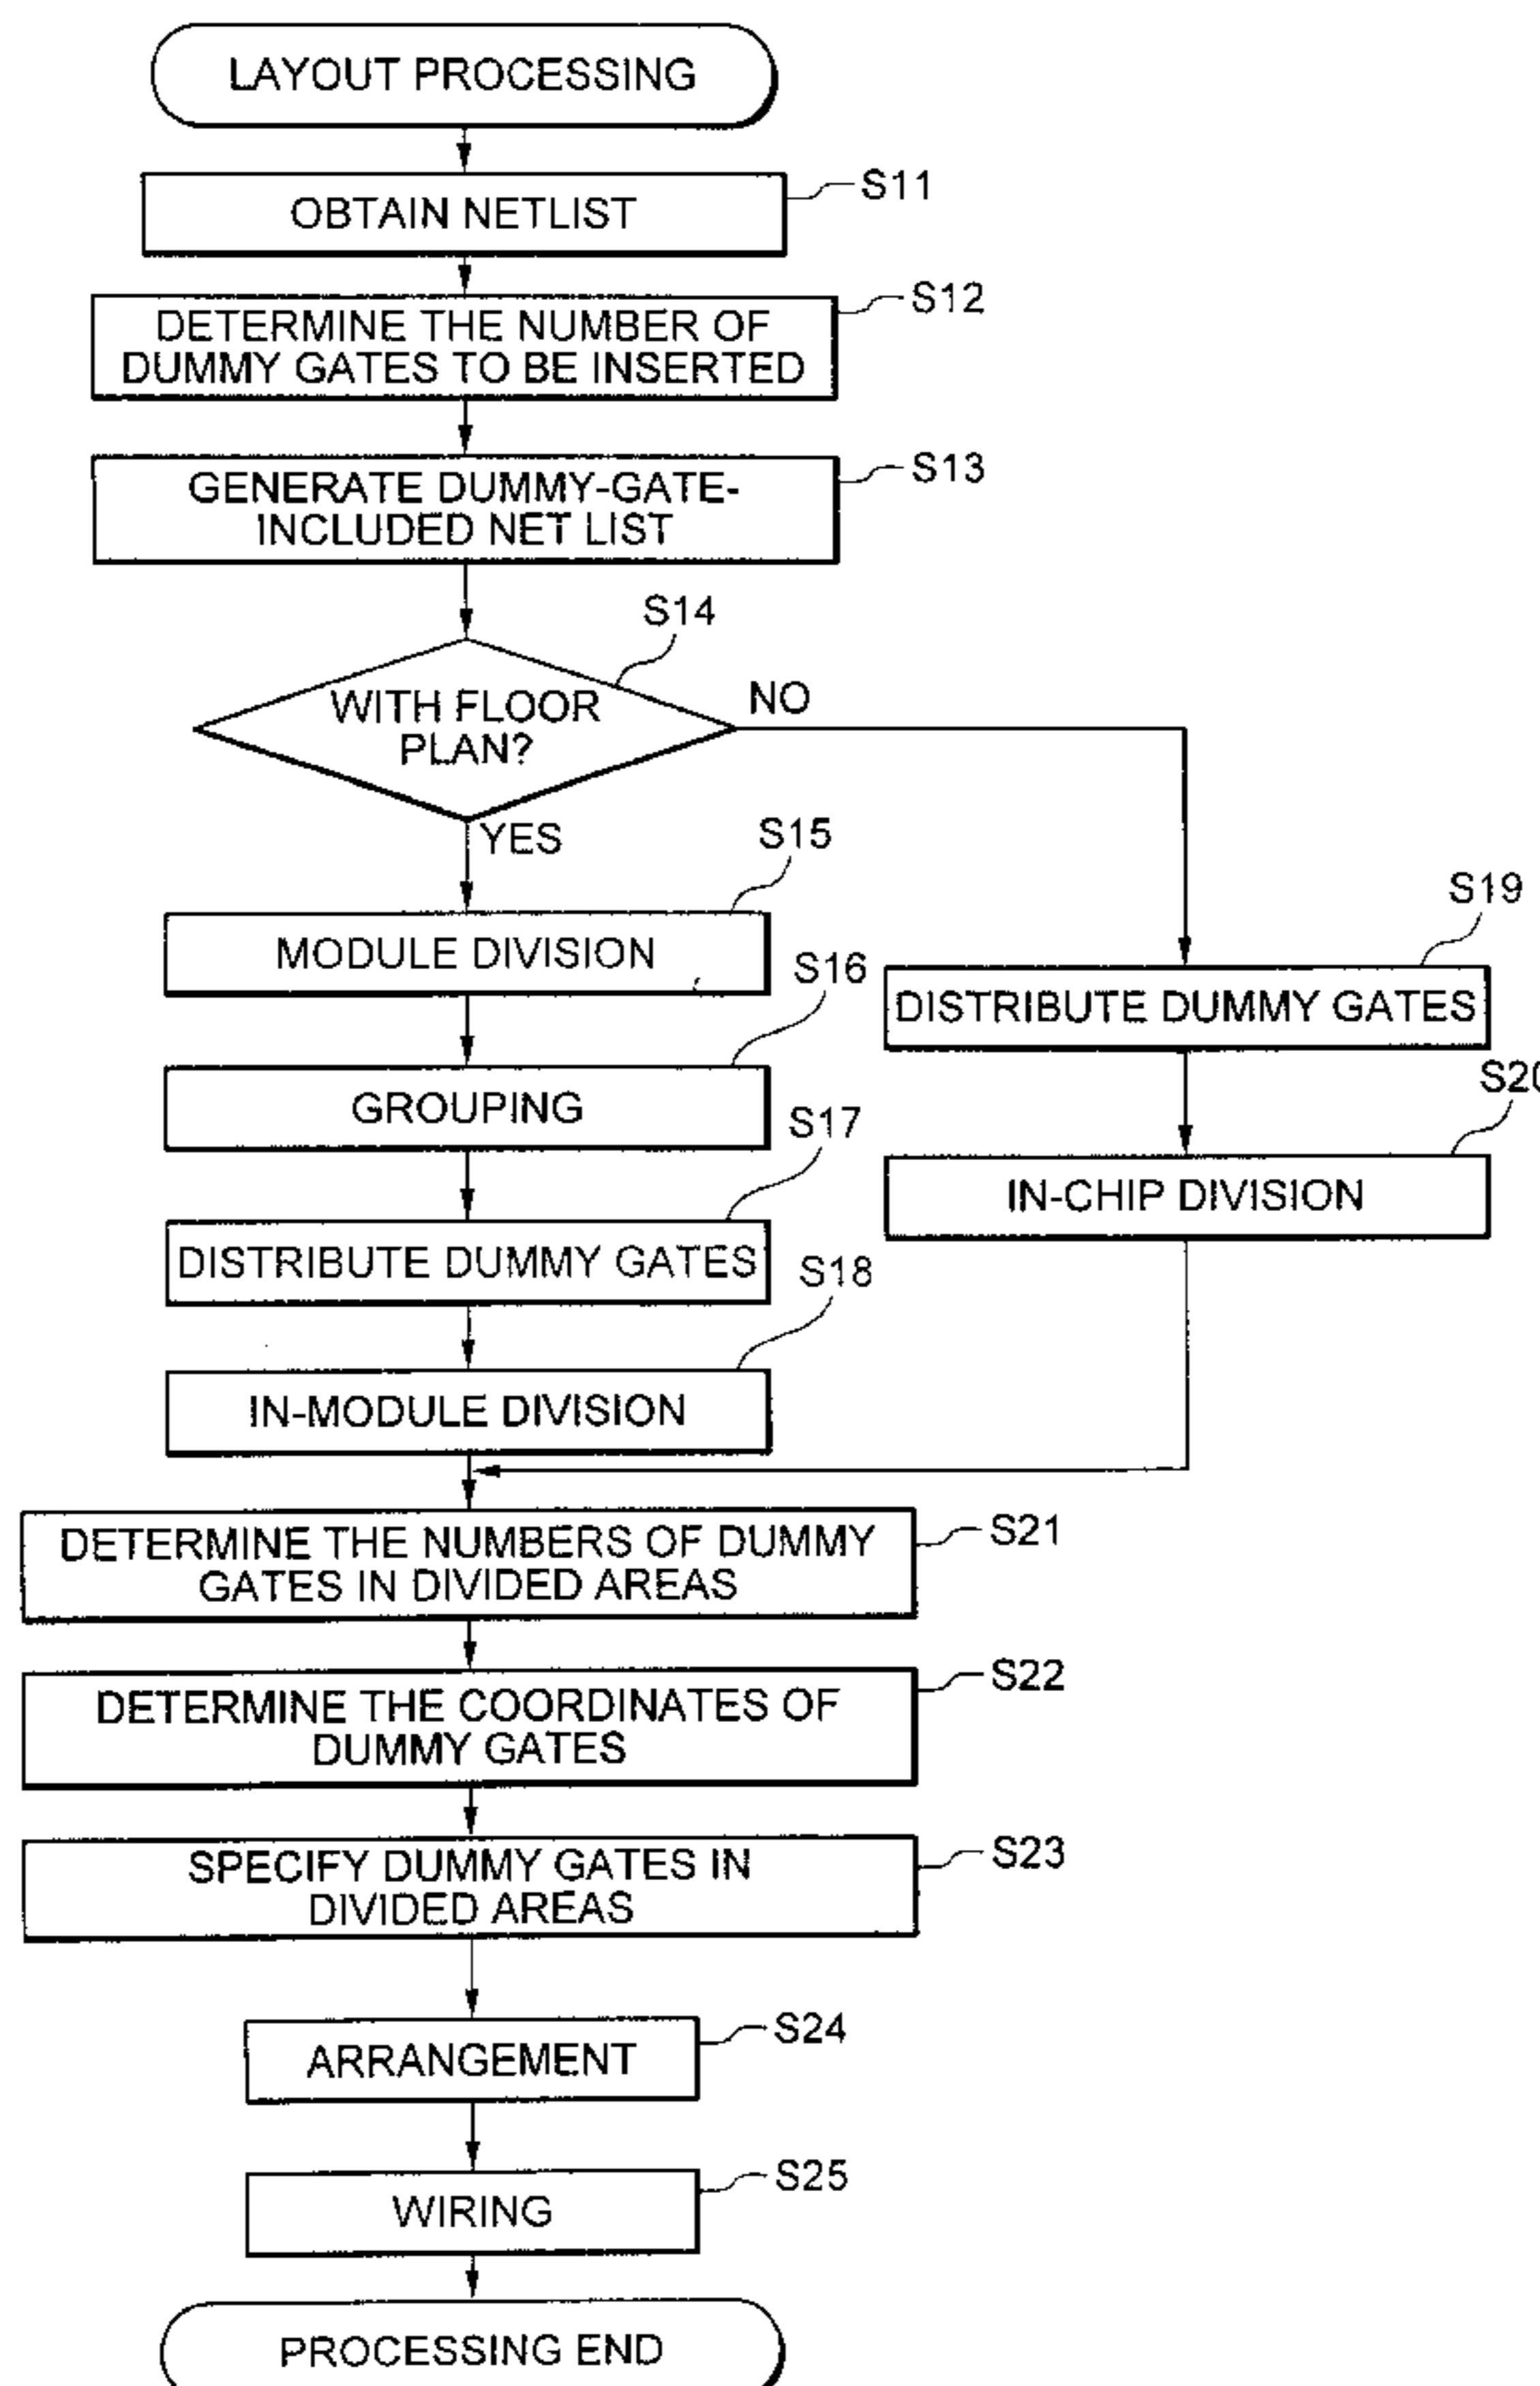 LAYOUT PROCESSING
OBTAIN NETLIST
S11
DETERMINE THE NUMBER OF
DUMMY GATES TO BE INSERTED
S12
GENERATE DUMMY-GATE-
INCLUDED NET LIST
S13
S14
WITH FLOOR
PLAN?
NO
YES
S15
MODULE DIVISION
S16
GROUPING
S17
DISTRIBUTE DUMMY GATES
S18
IN-MODULE DIVISION
S19
DISTRIBUTE DUMMY GATES
S20
IN-CHIP DIVISION
DETERMINE THE NUMBERS OF DUMMY
GATES IN DIVIDED AREAS
S21
DETERMINE THE COORDINATES OF
DUMMY GATES
S22
SPECIFY DUMMY GATES IN
DIVIDED AREAS
S23
ARRANGEMENT
S24
WIRING
S25
PROCESSING END